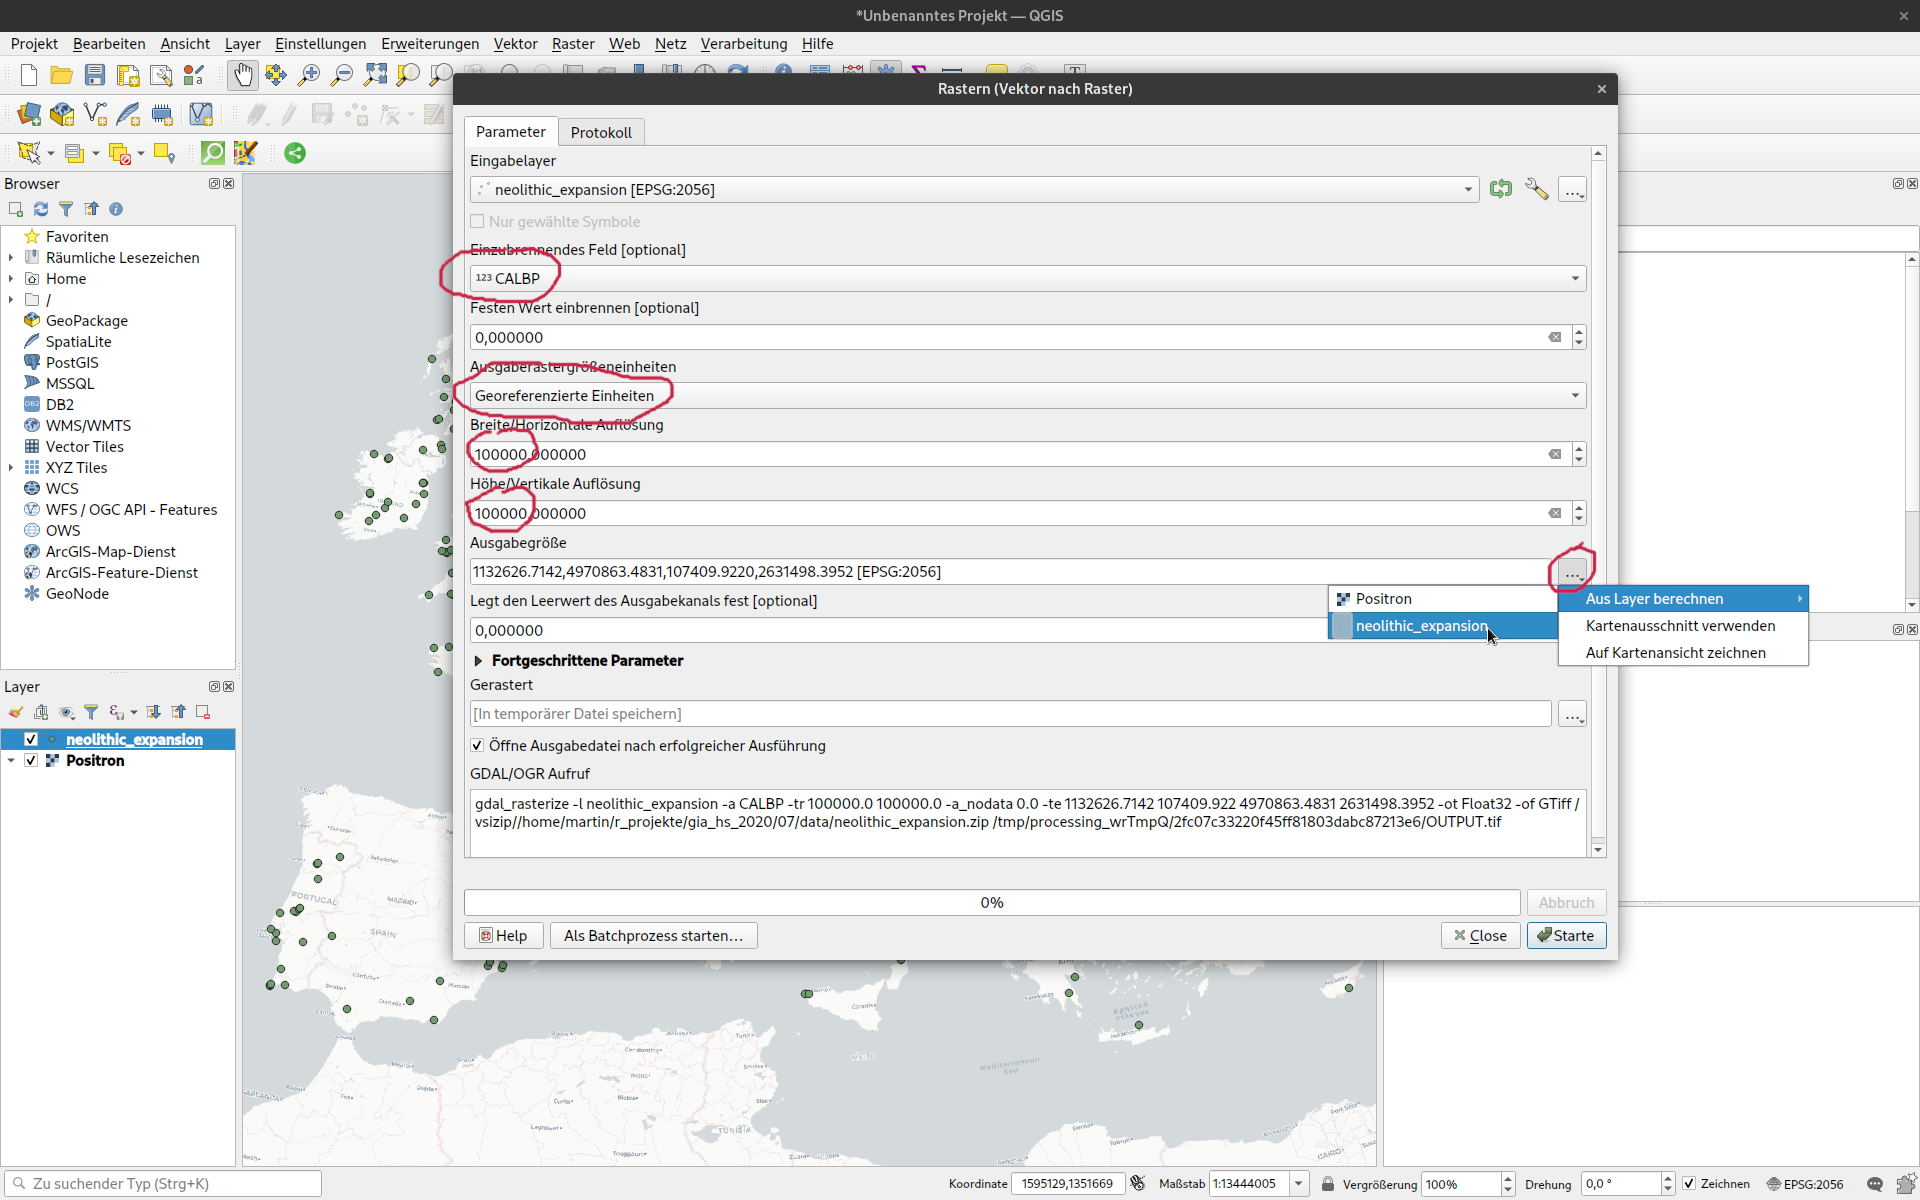 *Unbenanntes Projekt — QGIS
Projekt Bearbeiten Ansicht Layer Einstellungen Erweiterungen Vektor Raster Web Netz Verarbeitung Hilfe
Rastern (Vektor nach Raster)
Parameter Protokoll
Eingabelayer
neolithic_expansion [EPSG:2056]
Nur gewählte Symbole
Einzubrennendes Feld [optional]
123 CALBP
Festen Wert einbrennen [optional]
0,000000
Ausgaberastergrößeneinheiten
Georeferenzierte Einheiten
Breite/Horizontale Auflösung
100000,000000
Höhe/Vertikale Auflösung
100000,000000
Ausgabegröße
1132626.7142,4970863.4831,107409.9220,2631498.3952 [EPSG:2056]
…
Aus Layer berechnen
Kartenausschnitt verwenden
Auf Kartenansicht zeichnen
Positron
neolithic_expansion
Legt den Leerwert des Ausgabekanals fest [optional]
0,000000
Fortgeschrittene Parameter
Gerastert
[In temporärer Datei speichern]
…
Öffne Ausgabedatei nach erfolgreicher Ausführung
GDAL/OGR Aufruf
gdal_rasterize -l neolithic_expansion -a CALBP -tr 100000.0 100000.0 -a_nodata 0.0 -te 1132626.7142 107409.922 4970863.4831 2631498.3952 -ot Float32 -of GTiff /
vsizip//home/martin/r_projekte/gia_hs_2020/07/data/neolithic_expansion.zip /tmp/processing_wrTmpQ/2fc07c33220f45ff81803dabc87213e6/OUTPUT.tif
0%
Abbruch
Help
Als Batchprozess starten…
Close
Starte
Browser
Favoriten
Räumliche Lesezeichen
Home
/
GeoPackage
SpatiaLite
PostGIS
MSSQL
DB2
WMS/WMTS
Vector Tiles
XYZ Tiles
WCS
WFS / OGC API - Features
OWS
ArcGIS-Map-Dienst
ArcGIS-Feature-Dienst
GeoNode
Layer
neolithic_expansion
Positron
PORTUGAL
MADRID
SPAIN
TUNISIA
CAIRO
Zu suchender Typ (Strg+K)
Koordinate 1595129,1351669 Maßstab 1:13444005 Vergrößerung 100% Drehung 0,0 ° Zeichnen EPSG:2056